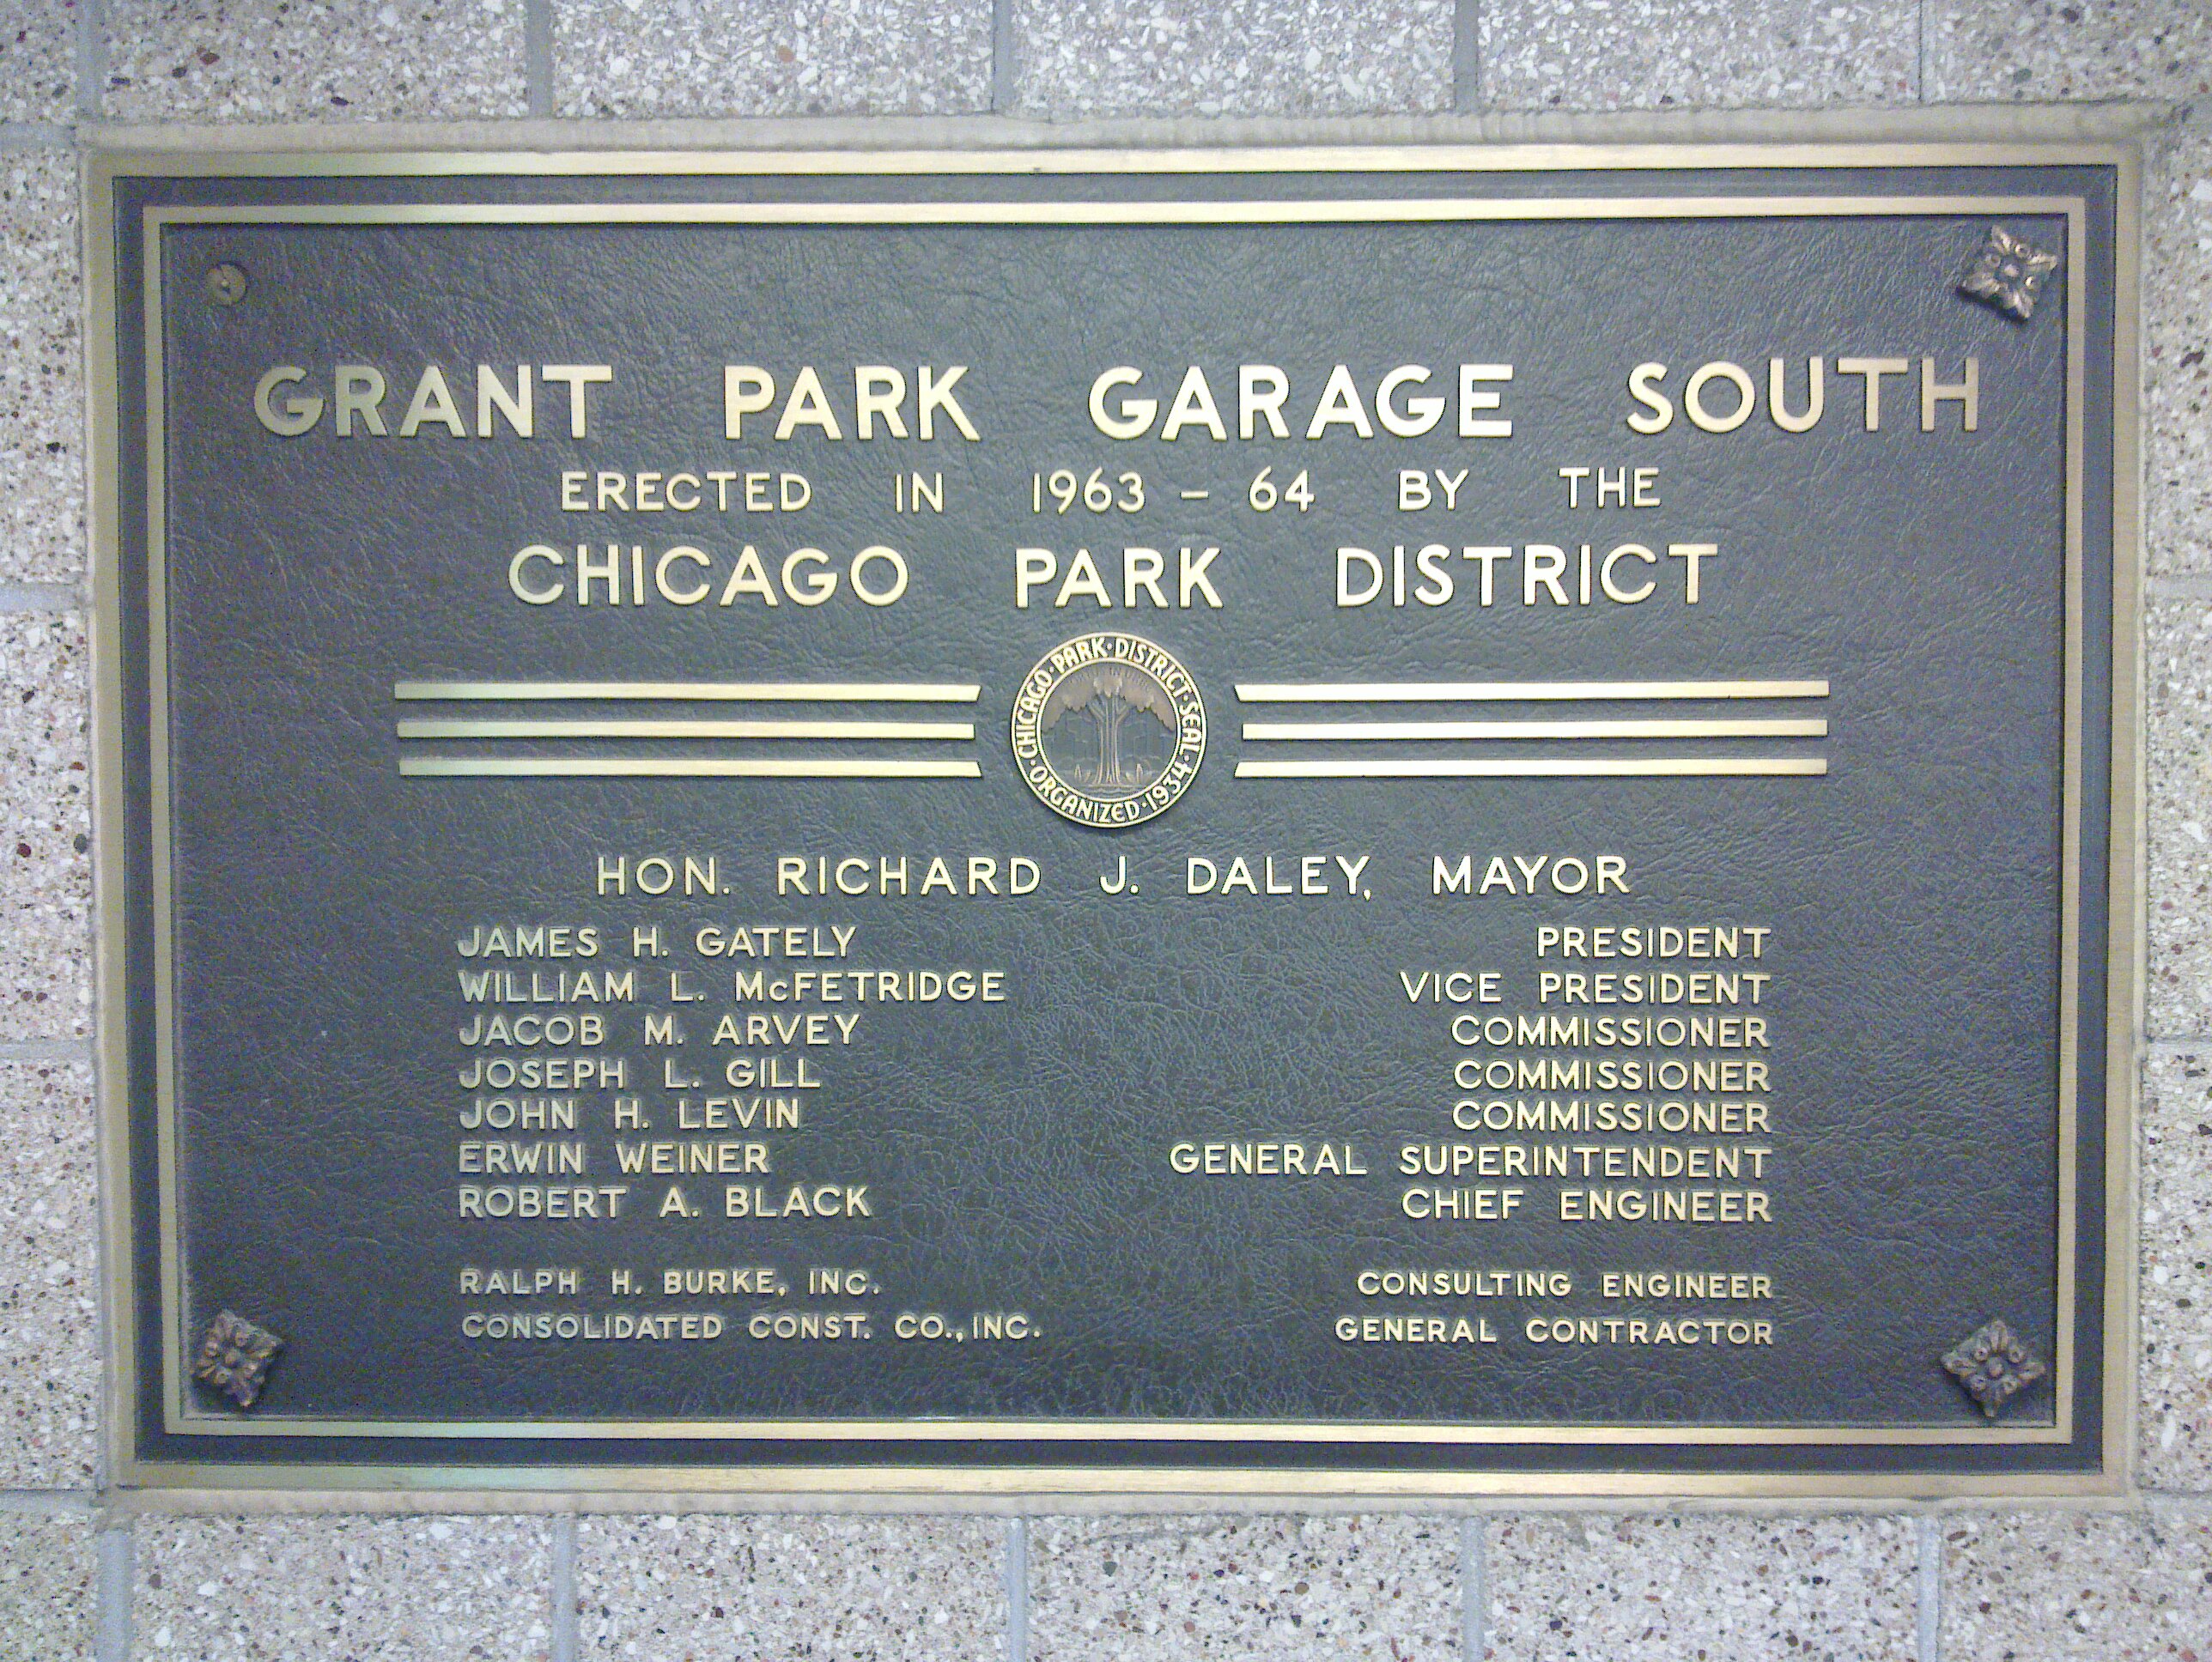 GRANT PARK GARAGE SOUTH
ERECTED IN 1963 - 64 BY THE
CHICAGO PARK DISTRICT
CHICAGO · PARK · DISTRICT · SEAL · ORGANIZED · 1934 ·
HON. RICHARD J. DALEY, MAYOR
JAMES H. GATELY PRESIDENT
WILLIAM L. McFETRIDGE VICE PRESIDENT
JACOB M. ARVEY COMMISSIONER
JOSEPH L. GILL COMMISSIONER
JOHN H. LEVIN COMMISSIONER
ERWIN WEINER GENERAL SUPERINTENDENT
ROBERT A. BLACK CHIEF ENGINEER
RALPH H. BURKE, INC. CONSULTING ENGINEER
CONSOLIDATED CONST. CO., INC. GENERAL CONTRACTOR